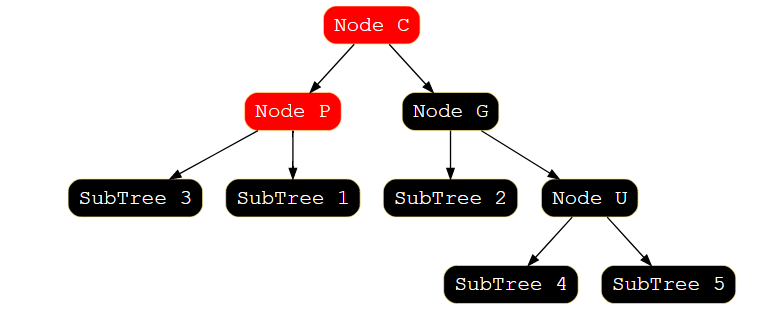 Node C
Node P
Node G
SubTree 3
SubTree 1
SubTree 2
Node U
SubTree 4
SubTree 5